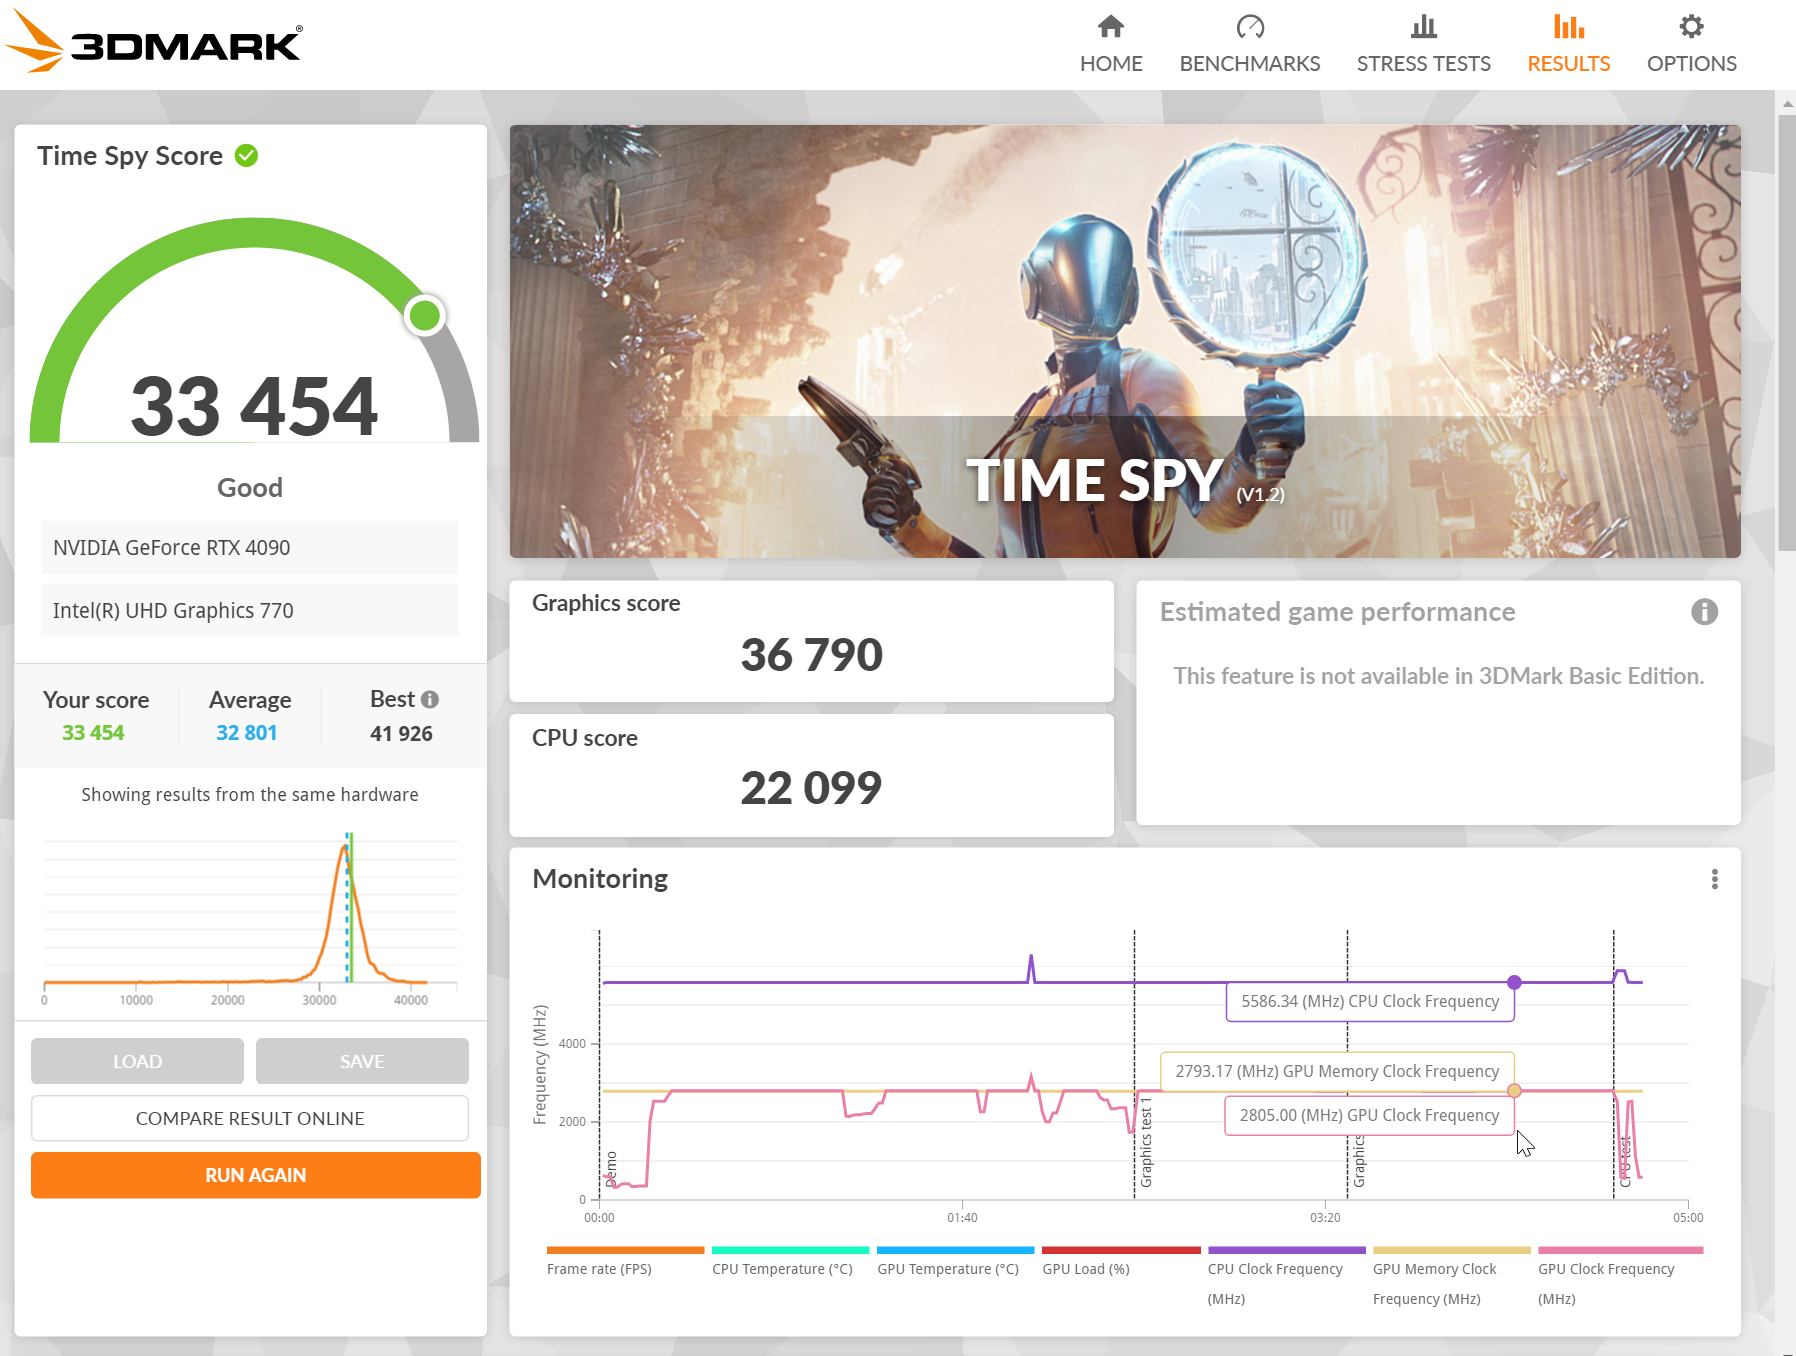 3DMARK®
HOME
BENCHMARKS
STRESS TESTS
RESULTS
OPTIONS
Time Spy Score
33 454
Good
NVIDIA GeForce RTX 4090
Intel(R) UHD Graphics 770
Your score
Average
Best
33 454
32 801
41 926
Showing results from the same hardware
0 10000 20000 30000 40000
LOAD
SAVE
COMPARE RESULT ONLINE
RUN AGAIN
TIME SPY (V1.2)
Graphics score
36 790
CPU score
22 099
Estimated game performance
This feature is not available in 3DMark Basic Edition.
Monitoring
Frequency (MHz)
4000
2000
0
Demo
Graphics test 1
Graphics
CPU test
5586.34 (MHz) CPU Clock Frequency
2793.17 (MHz) GPU Memory Clock Frequency
2805.00 (MHz) GPU Clock Frequency
00:00 01:40 03:20 05:00
Frame rate (FPS)
CPU Temperature (°C)
GPU Temperature (°C)
GPU Load (%)
CPU Clock Frequency
(MHz)
GPU Memory Clock
Frequency (MHz)
GPU Clock Frequency
(MHz)